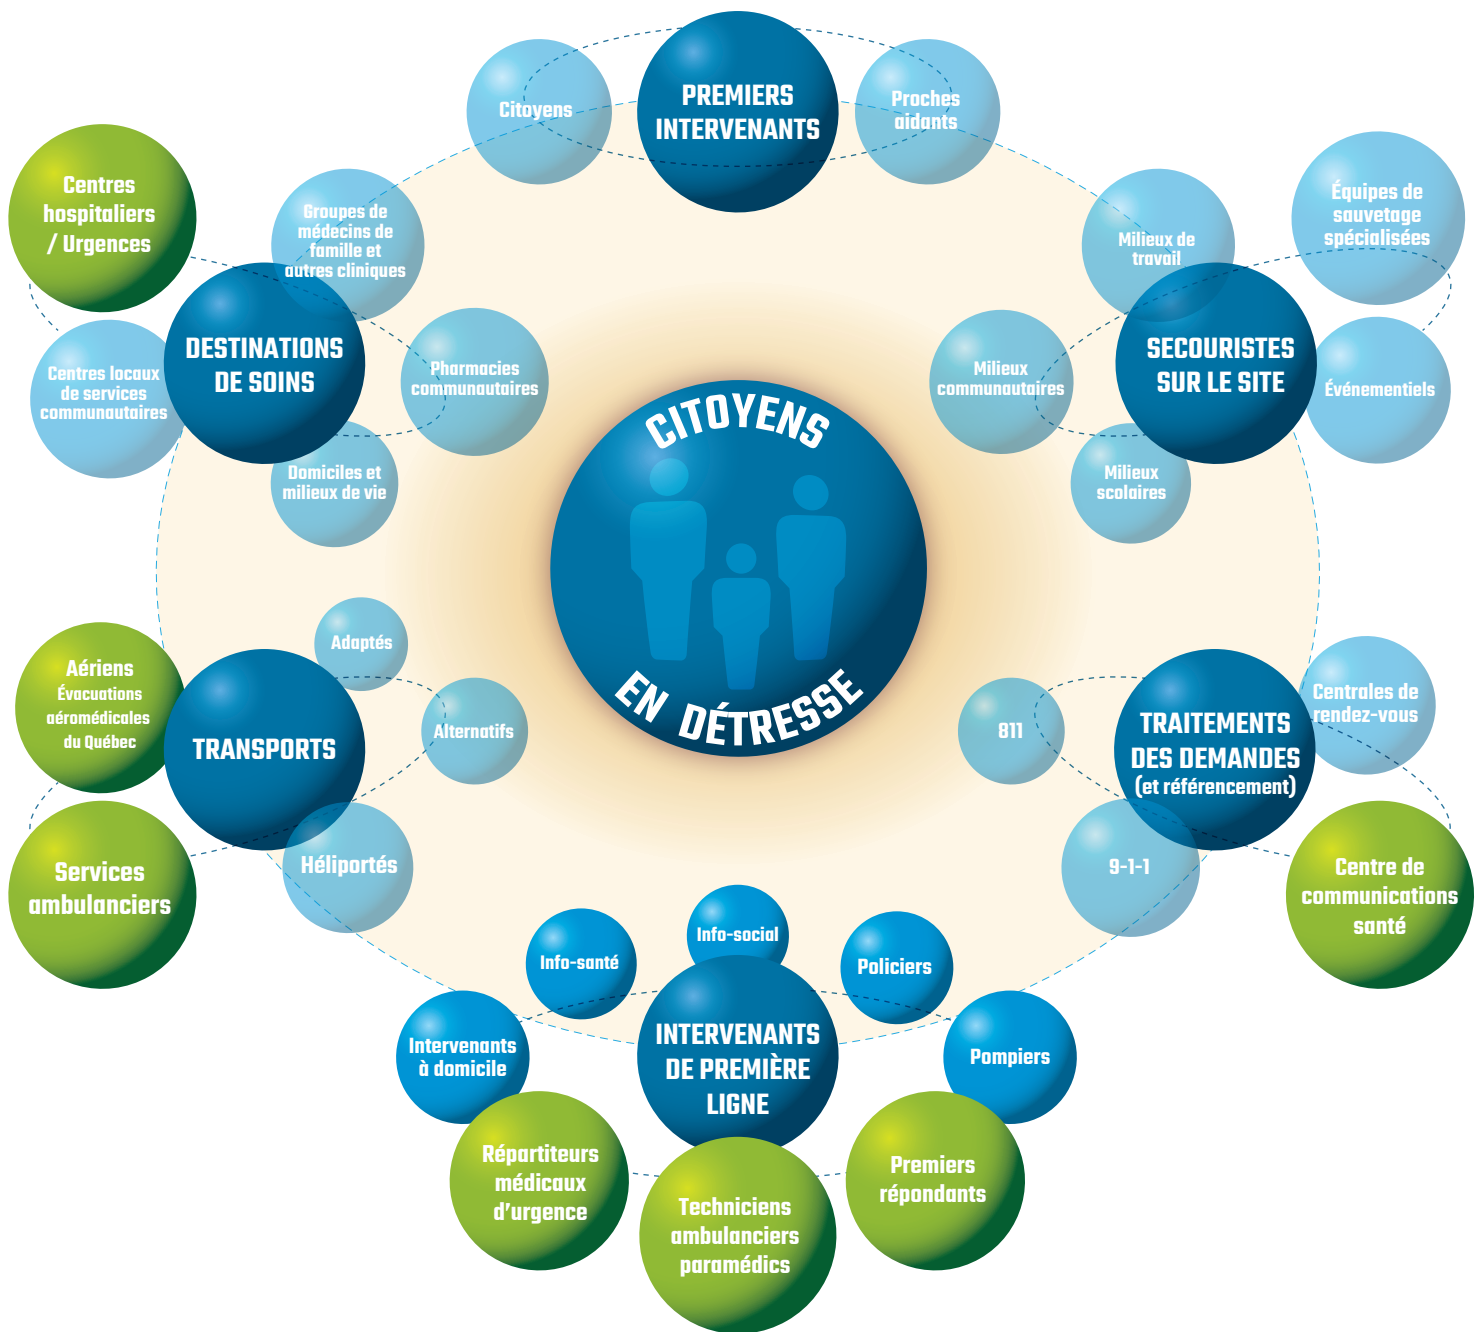 PREMIERS
INTERVENANTS
Citoyens
Proches
aidants
Centres
hospitaliers
/ Urgences
Groupes de
médecins de
famille et
autres cliniques
DESTINATIONS
DE SOINS
Centres locaux
de services
communautaires
Pharmacies
communautaires
Domiciles et
milieux de vie
Milieux de
travail
Équipes de
sauvetage
spécialisées
SECOURISTES
SUR LE SITE
Milieux
communautaires
Événementiels
Milieux
scolaires
CITOYENS
EN DÉTRESSE
Aériens
Évacuations
aéromédicales
du Québec
TRANSPORTS
Adaptés
Alternatifs
Héliportés
Services
ambulanciers
811
TRAITEMENTS
DES DEMANDES
(et référencement)
Centrales de
rendez-vous
9-1-1
Centre de
communications
santé
Info-santé
Info-social
Policiers
Intervenants
à domicile
INTERVENANTS
DE PREMIÈRE
LIGNE
Pompiers
Répartiteurs
médicaux
d'urgence
Techniciens
ambulanciers
paramédics
Premiers
répondants